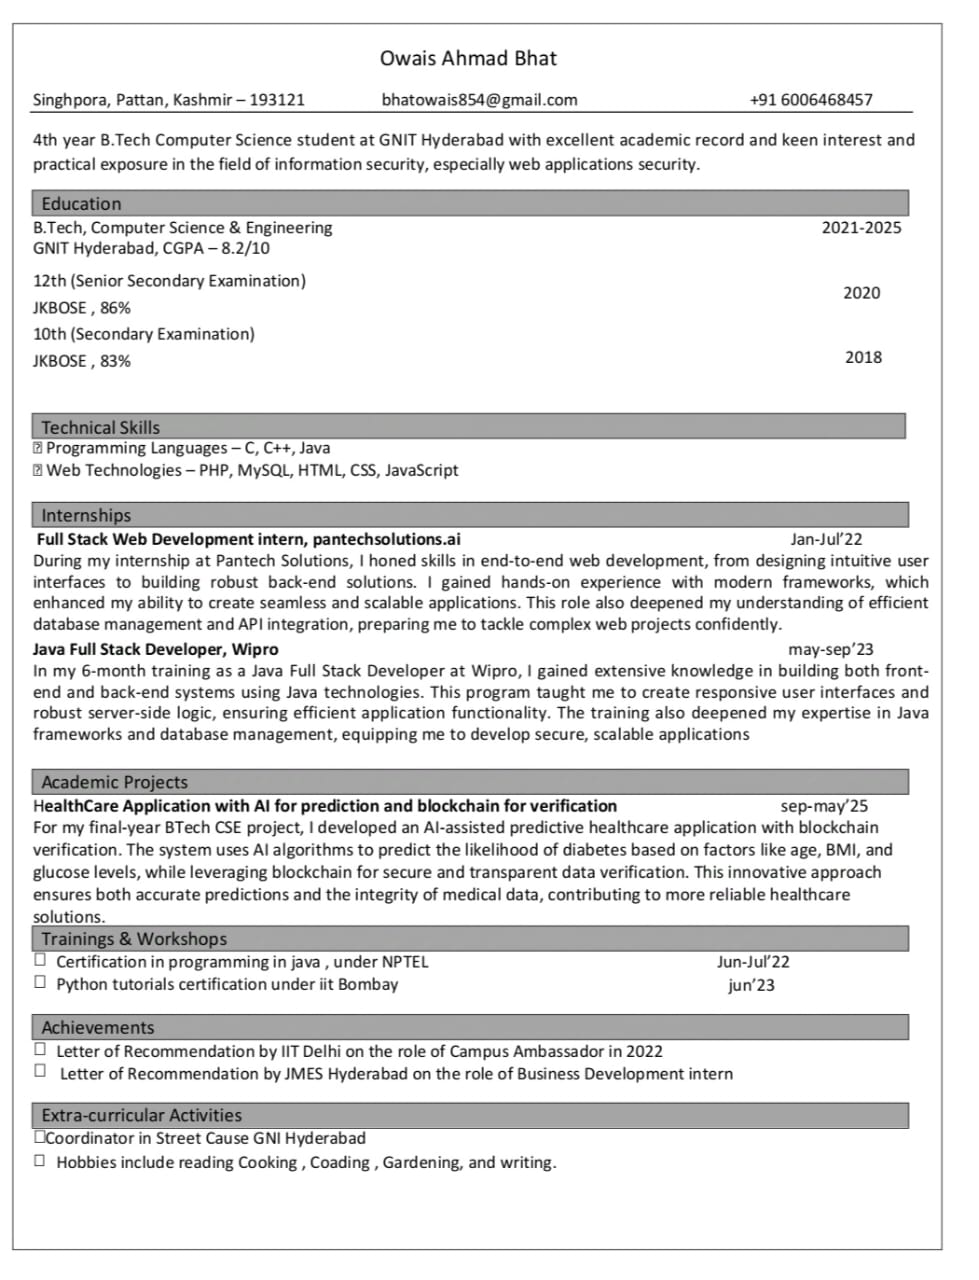 Owais Ahmad Bhat
Singhpora, Pattan, Kashmir – 193121 bhatowais854@gmail.com +91 6006468457
4th year B.Tech Computer Science student at GNIT Hyderabad with excellent academic record and keen interest and
practical exposure in the field of information security, especially web applications security.
Education
B.Tech, Computer Science & Engineering 2021-2025
GNIT Hyderabad, CGPA – 8.2/10
12th (Senior Secondary Examination)
2020
JKBOSE , 86%
10th (Secondary Examination)
JKBOSE , 83% 2018
Technical Skills
Programming Languages – C, C++, Java
Web Technologies – PHP, MySQL, HTML, CSS, JavaScript
Internships
Full Stack Web Development intern, pantechsolutions.ai Jan-Jul’22
During my internship at Pantech Solutions, I honed skills in end-to-end web development, from designing intuitive user
interfaces to building robust back-end solutions. I gained hands-on experience with modern frameworks, which
enhanced my ability to create seamless and scalable applications. This role also deepened my understanding of efficient
database management and API integration, preparing me to tackle complex web projects confidently.
Java Full Stack Developer, Wipro may-sep’23
In my 6-month training as a Java Full Stack Developer at Wipro, I gained extensive knowledge in building both front-
end and back-end systems using Java technologies. This program taught me to create responsive user interfaces and
robust server-side logic, ensuring efficient application functionality. The training also deepened my expertise in Java
frameworks and database management, equipping me to develop secure, scalable applications
Academic Projects
HealthCare Application with AI for prediction and blockchain for verification sep-may’25
For my final-year BTech CSE project, I developed an AI-assisted predictive healthcare application with blockchain
verification. The system uses AI algorithms to predict the likelihood of diabetes based on factors like age, BMI, and
glucose levels, while leveraging blockchain for secure and transparent data verification. This innovative approach
ensures both accurate predictions and the integrity of medical data, contributing to more reliable healthcare
solutions.
Trainings & Workshops
Certification in programming in java , under NPTEL Jun-Jul’22
Python tutorials certification under iit Bombay jun’23
Achievements
Letter of Recommendation by IIT Delhi on the role of Campus Ambassador in 2022
Letter of Recommendation by JMES Hyderabad on the role of Business Development intern
Extra-curricular Activities
Coordinator in Street Cause GNI Hyderabad
Hobbies include reading Cooking , Coading , Gardening, and writing.